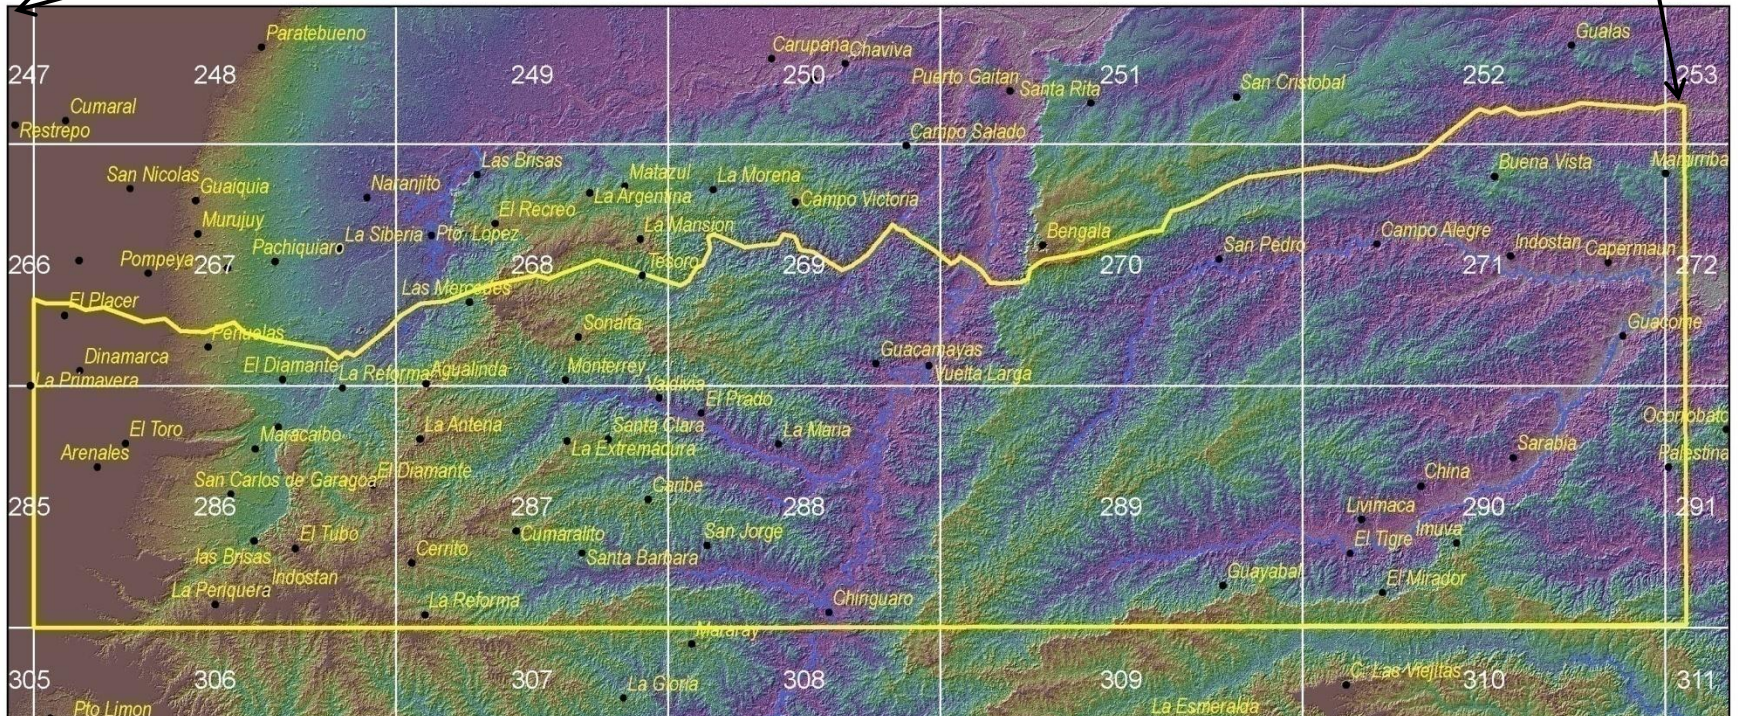 Paratebueno
Carupana
Chaviva
Gualas
247
248
249
250
251
252
253
Puerto Gaitan
Santa Rita
San Cristobal
Cumaral
Restrepo
Campo Salado
Las Brisas
Buena Vista
San Nicolas
Guaiquia
Naranjito
Matazul
La Argentina
La Morena
Campo Victoria
El Recreo
Murujuy
La Siberia
Pto. Lopez
La Mansion
Bengala
San Pedro
Campo Alegre
Indostan
Capermaun
Pachiquiaro
Pompeya
266
267
268
Tesoro
269
270
271
272
El Placer
Las Mercedes
Peñuelas
Sonaita
Guacome
Dinamarca
El Diamante
La Reforma
Agualinda
Monterrey
Guacamayas
Vuelta Larga
La Primavera
Valdivia
El Prado
El Toro
Maracaibo
La Antena
Santa Clara
La Extremadura
La Maria
Sarabia
Palestina
Arenales
San Carlos de Garagoa
El Diamante
Caribe
China
285
286
287
288
289
290
291
Livimaca
Imuva
El Tigre
El Tubo
las Brisas
Cumaralito
San Jorge
Cerrito
Santa Barbara
Indostan
La Periquera
Guayabal
El Mirador
La Reforma
Chiriguaro
305
306
307
308
309
310
311
La Gloria
C. Las Viejitas
Pto Limon
La Esmeralda